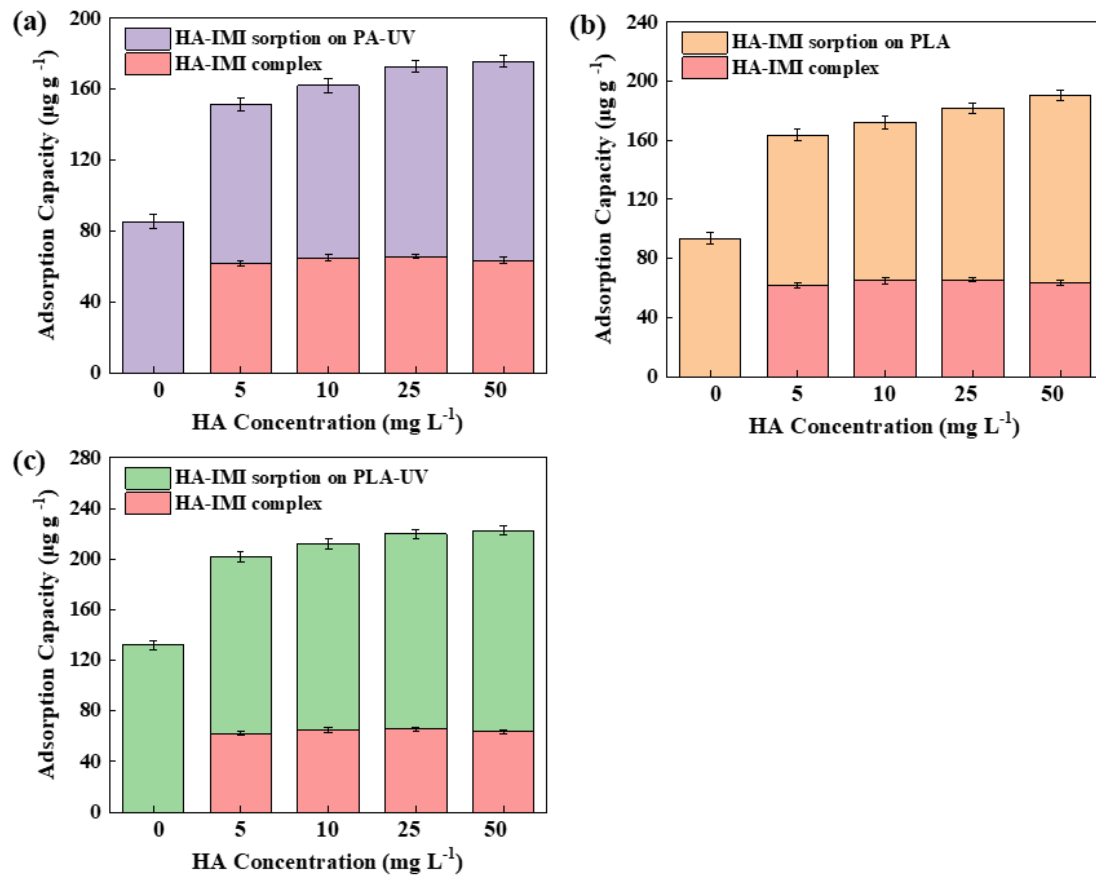 (a)
HA-IMI sorption on PA-UV
HA-IMI complex
Adsorption Capacity (µg g⁻¹)
200
160
120
80
40
0
0 5 10 25 50
HA Concentration (mg L⁻¹)
(b)
HA-IMI sorption on PLA
HA-IMI complex
Adsorption Capacity (µg g⁻¹)
240
200
160
120
80
40
0
0 5 10 25 50
HA Concentration (mg L⁻¹)
(c)
HA-IMI sorption on PLA-UV
HA-IMI complex
Adsorption Capacity (µg g⁻¹)
280
240
200
160
120
80
40
0
0 5 10 25 50
HA Concentration (mg L⁻¹)